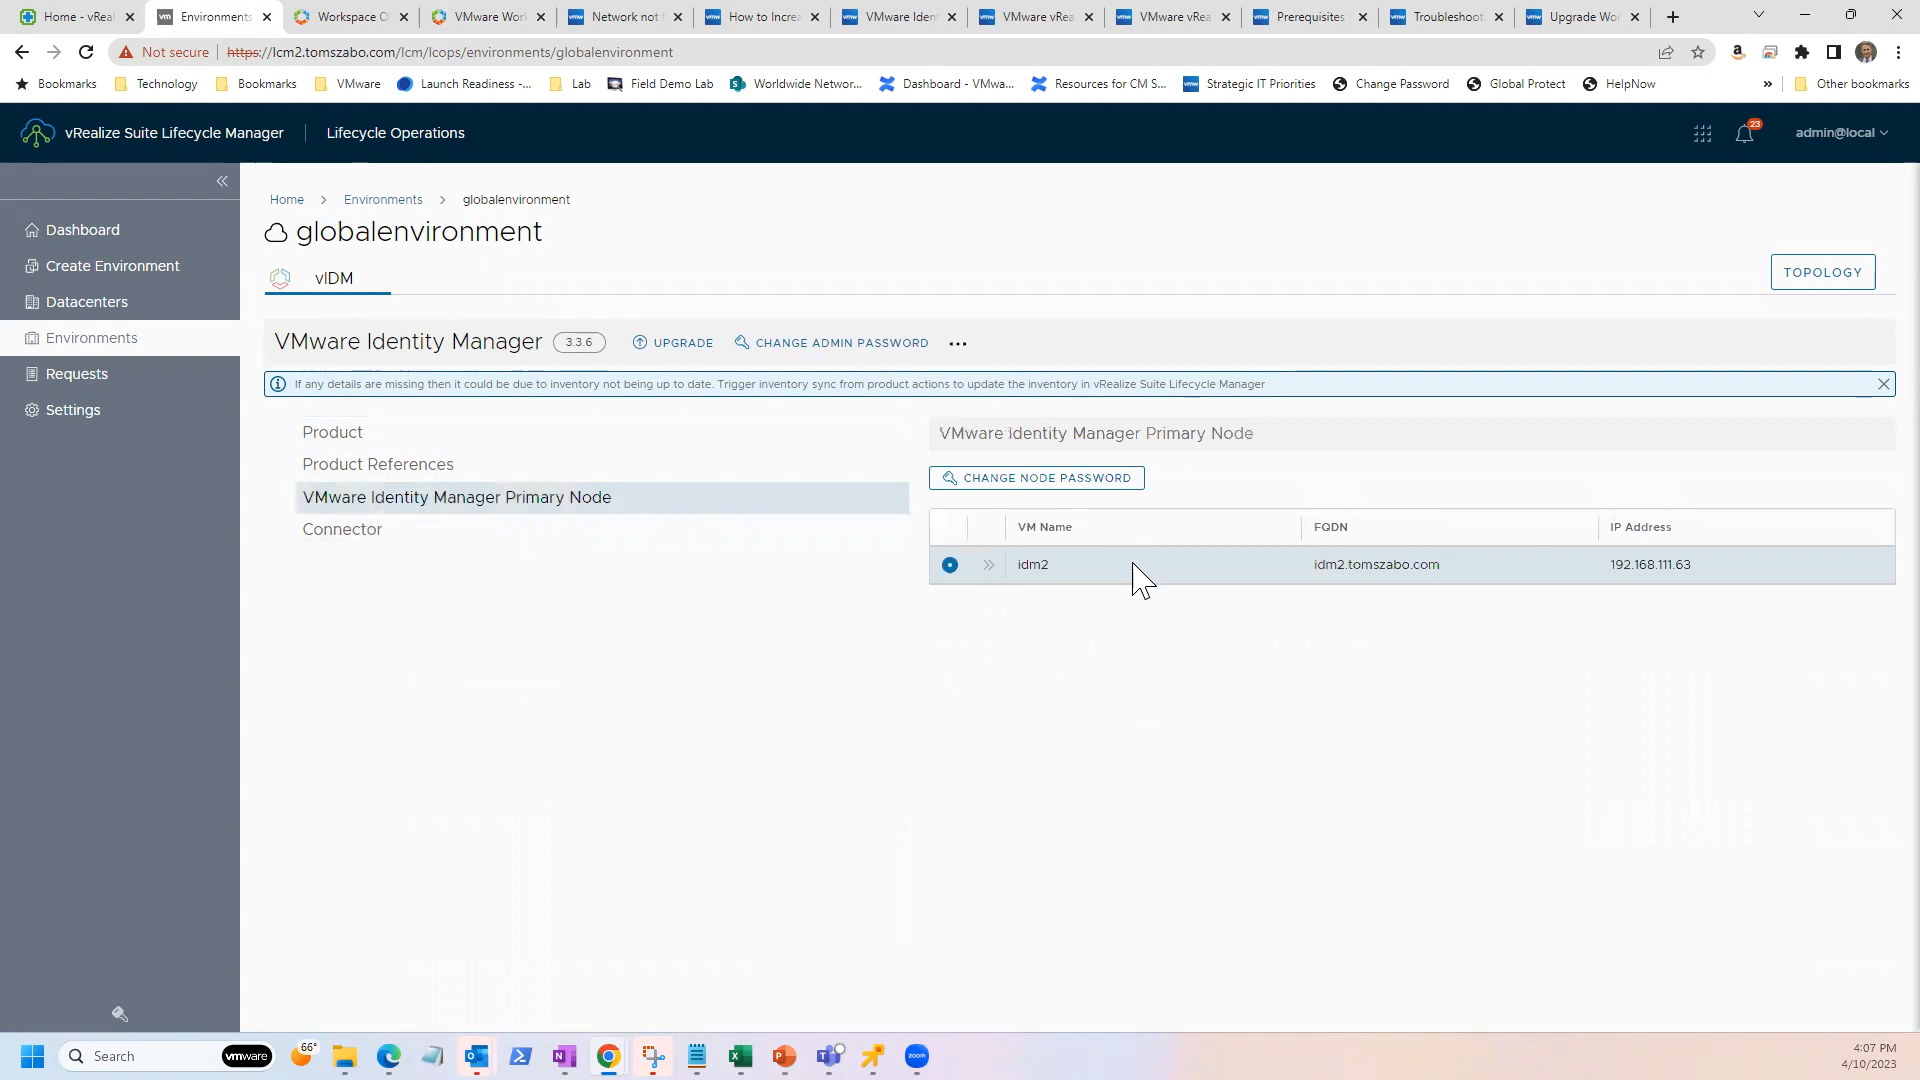 Home - vReal
Environments
Workspace O
VMware Work
Network not f
How to Increa
VMware Iden
VMware vRea
VMware vRea
Prerequisites
Troubleshoot
Upgrade Wor
Not secure https://lcm2.tomszabo.com/lcm/lcops/environments/globalenvironment
Bookmarks Technology Bookmarks VMware Launch Readiness -... Lab Field Demo Lab Worldwide Networ... Dashboard - VMwa... Resources for CM S... Strategic IT Priorities Change Password Global Protect HelpNow » Other bookmarks
vRealize Suite Lifecycle Manager Lifecycle Operations 23 admin@local
Home > Environments > globalenvironment
globalenvironment
Dashboard
Create Environment
Datacenters
Environments
Requests
Settings
vIDM
TOPOLOGY
VMware Identity Manager 3.3.6 UPGRADE CHANGE ADMIN PASSWORD ...
If any details are missing then it could be due to inventory not being up to date. Trigger inventory sync from product actions to update the inventory in vRealize Suite Lifecycle Manager
Product
Product References
VMware Identity Manager Primary Node
Connector
VMware Identity Manager Primary Node
CHANGE NODE PASSWORD
VM Name FQDN IP Address
idm2 idm2.tomszabo.com 192.168.111.63
Search vmware 66° zoom
4:07 PM
4/10/2023